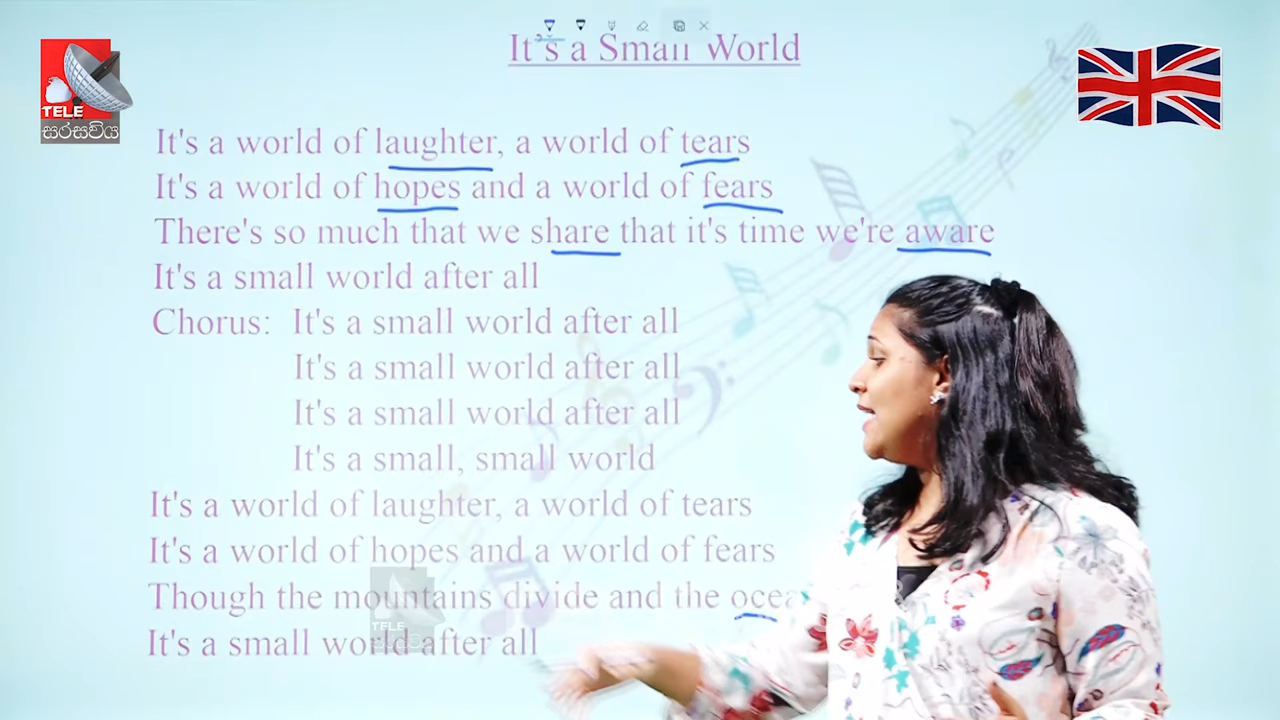 It's a Small World
TELE
සරසවිය
It's a world of laughter, a world of tears
It's a world of hopes and a world of fears
There's so much that we share that it's time we're aware
It's a small world after all
Chorus: It's a small world after all
It's a small world after all
It's a small world after all
It's a small, small world
It's a world of laughter, a world of tears
It's a world of hopes and a world of fears
Though the mountains divide and the
It's a small world after all
TELE